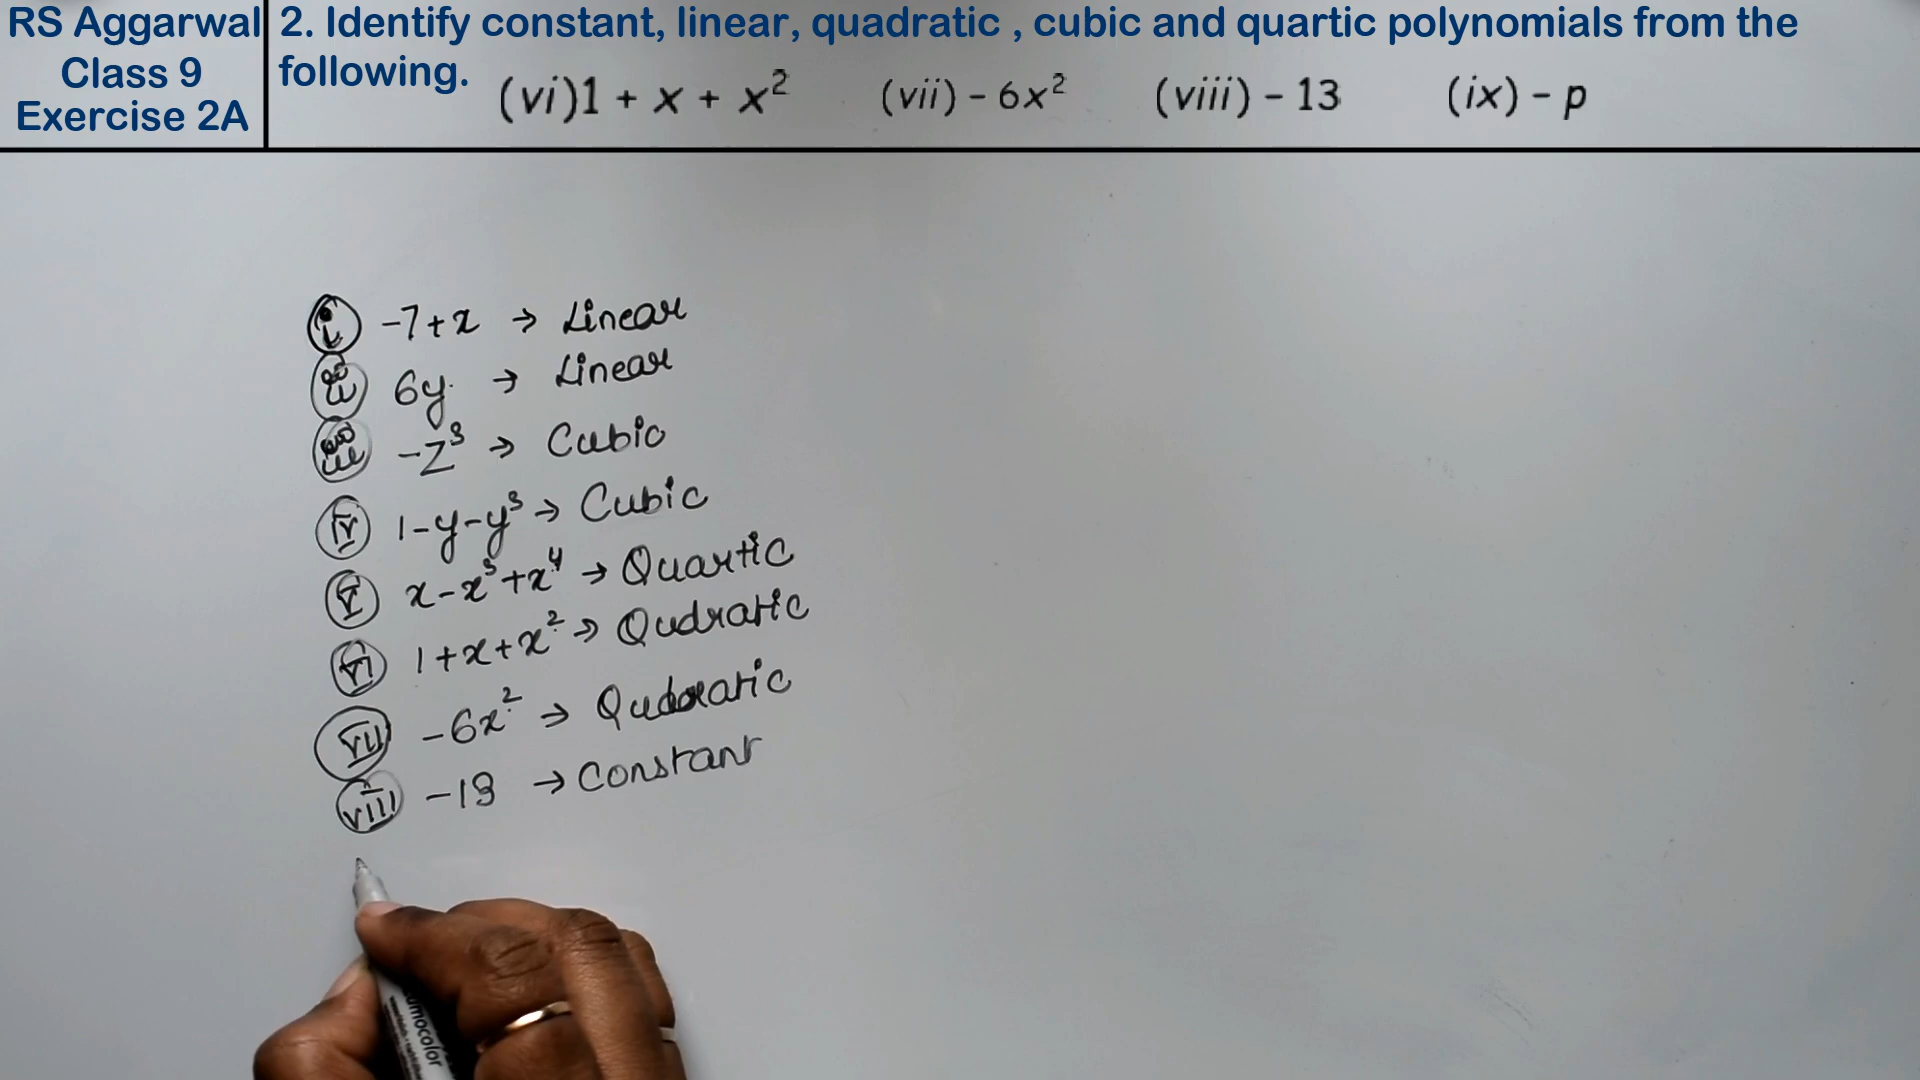 RS Aggarwal
Class 9
Exercise 2A
2. Identify constant, linear, quadratic , cubic and quartic polynomials from the
following.
(vi)1 + x + x² (vii) - 6x² (viii) - 13 (ix) - p
(i) -7+x → Linear
(ii) 6y → Linear
(iii) -z³ → Cubic
(iv) 1-y-y³ → Cubic
(v) x-x³+x⁴ → Quartic
(vi) 1+x+x² → Qudratic
(vii) -6x² → Qudratic
(viii) -13 → Constant
umocolor